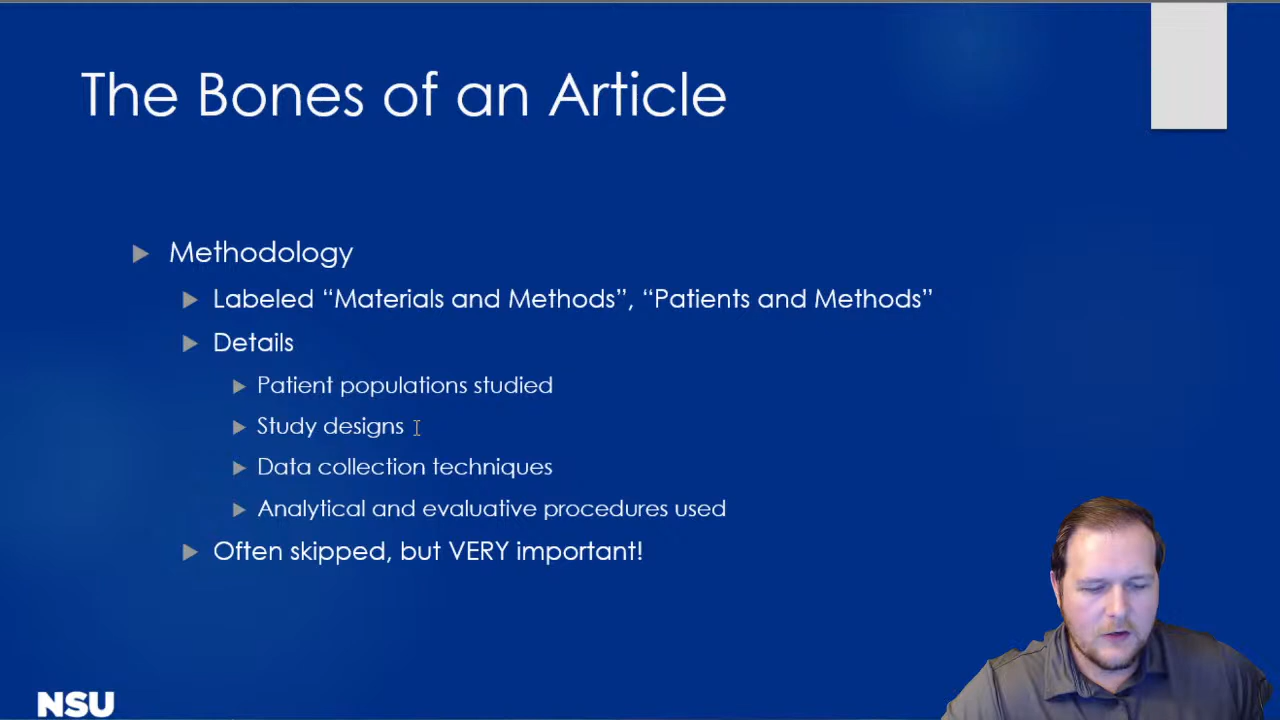 The Bones of an Article
Methodology
Labeled “Materials and Methods”, “Patients and Methods”
Details
Patient populations studied
Study designs
Data collection techniques
Analytical and evaluative procedures used
Often skipped, but VERY important!
NSU